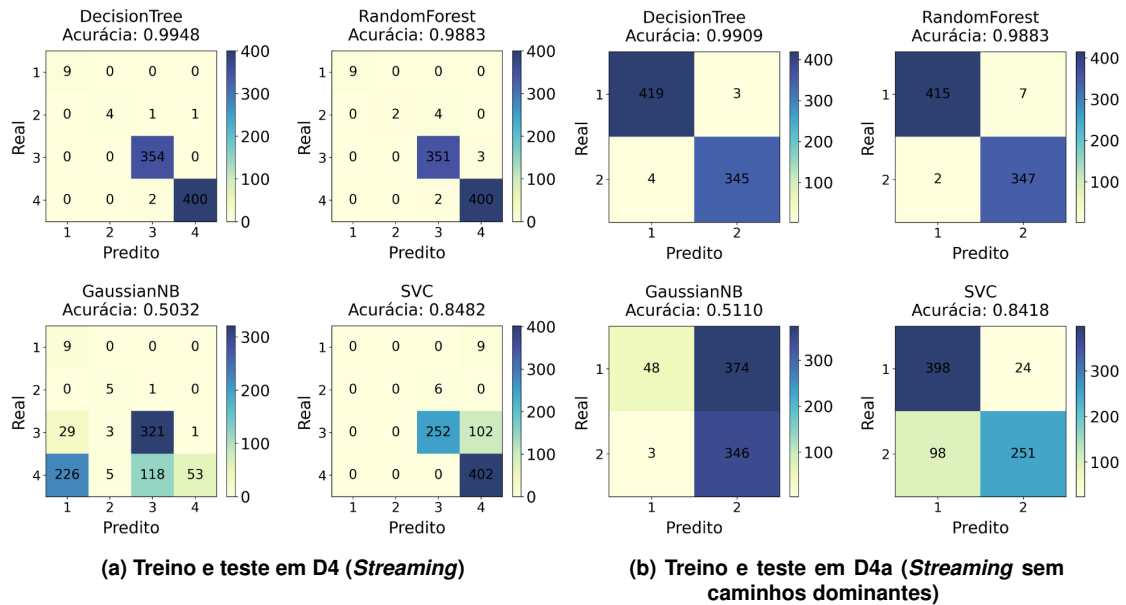 DecisionTree
Acurácia: 0.9948
Real
1 9 0 0 0
2 0 4 1 1
3 0 0 354 0
4 0 0 2 400
1 2 3 4
Predito
400
300
200
100
0
RandomForest
Acurácia: 0.9883
Real
1 9 0 0 0
2 0 2 4 0
3 0 0 351 3
4 0 0 2 400
1 2 3 4
Predito
400
300
200
100
0
DecisionTree
Acurácia: 0.9909
Real
1 419 3
2 4 345
1 2
Predito
400
300
200
100
RandomForest
Acurácia: 0.9883
Real
1 415 7
2 2 347
1 2
Predito
400
300
200
100
GaussianNB
Acurácia: 0.5032
Real
1 9 0 0 0
2 0 5 1 0
3 29 3 321 1
4 226 5 118 53
1 2 3 4
Predito
300
200
100
0
SVC
Acurácia: 0.8482
Real
1 0 0 0 9
2 0 0 6 0
3 0 0 252 102
4 0 0 0 402
1 2 3 4
Predito
400
300
200
100
0
GaussianNB
Acurácia: 0.5110
Real
1 48 374
2 3 346
1 2
Predito
300
200
100
SVC
Acurácia: 0.8418
Real
1 398 24
2 98 251
1 2
Predito
300
200
100
(a) Treino e teste em D4 (Streaming)
(b) Treino e teste em D4a (Streaming sem
caminhos dominantes)